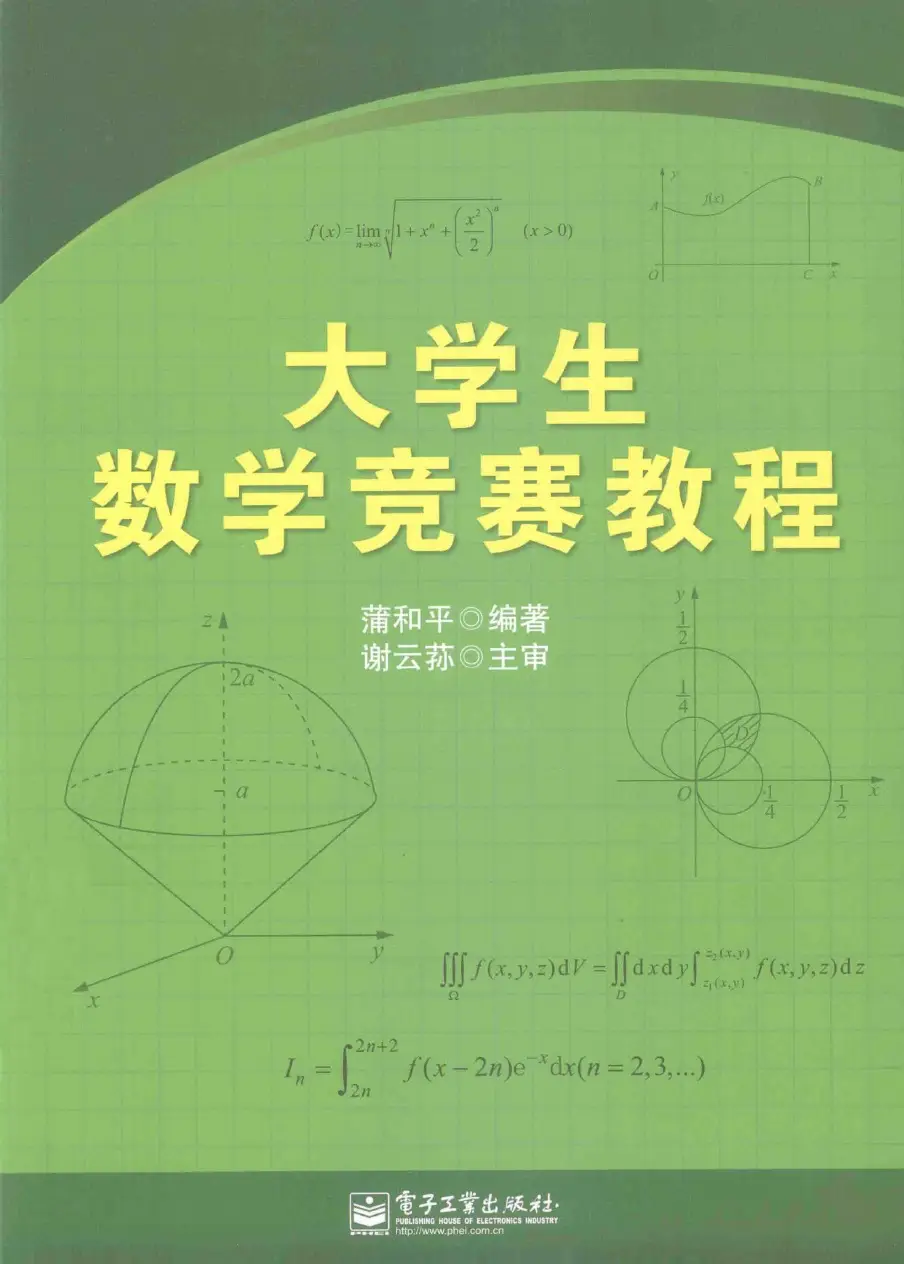 f(x)=lim n→∞ ⁿ√(1+xⁿ+(x²/2)ⁿ) (x>0)
y
A f(x) B
O C x
大学生
数学竞赛教程
蒲和平◎编著
谢云荪◎主审
z
2a
a
O
y
x
y
1/2
1/4
D
O 1/4 1/2 x
∭_Ω f(x,y,z)dV=∬_D dxdy∫_{z₁(x,y)}^{z₂(x,y)} f(x,y,z)dz
Iₙ=∫_{2n}^{2n+2} f(x−2n)e^{−x}dx(n=2,3,...)
電子工業出版社·
PUBLISHING HOUSE OF ELECTRONICS INDUSTRY
PHEI http://www.phei.com.cn